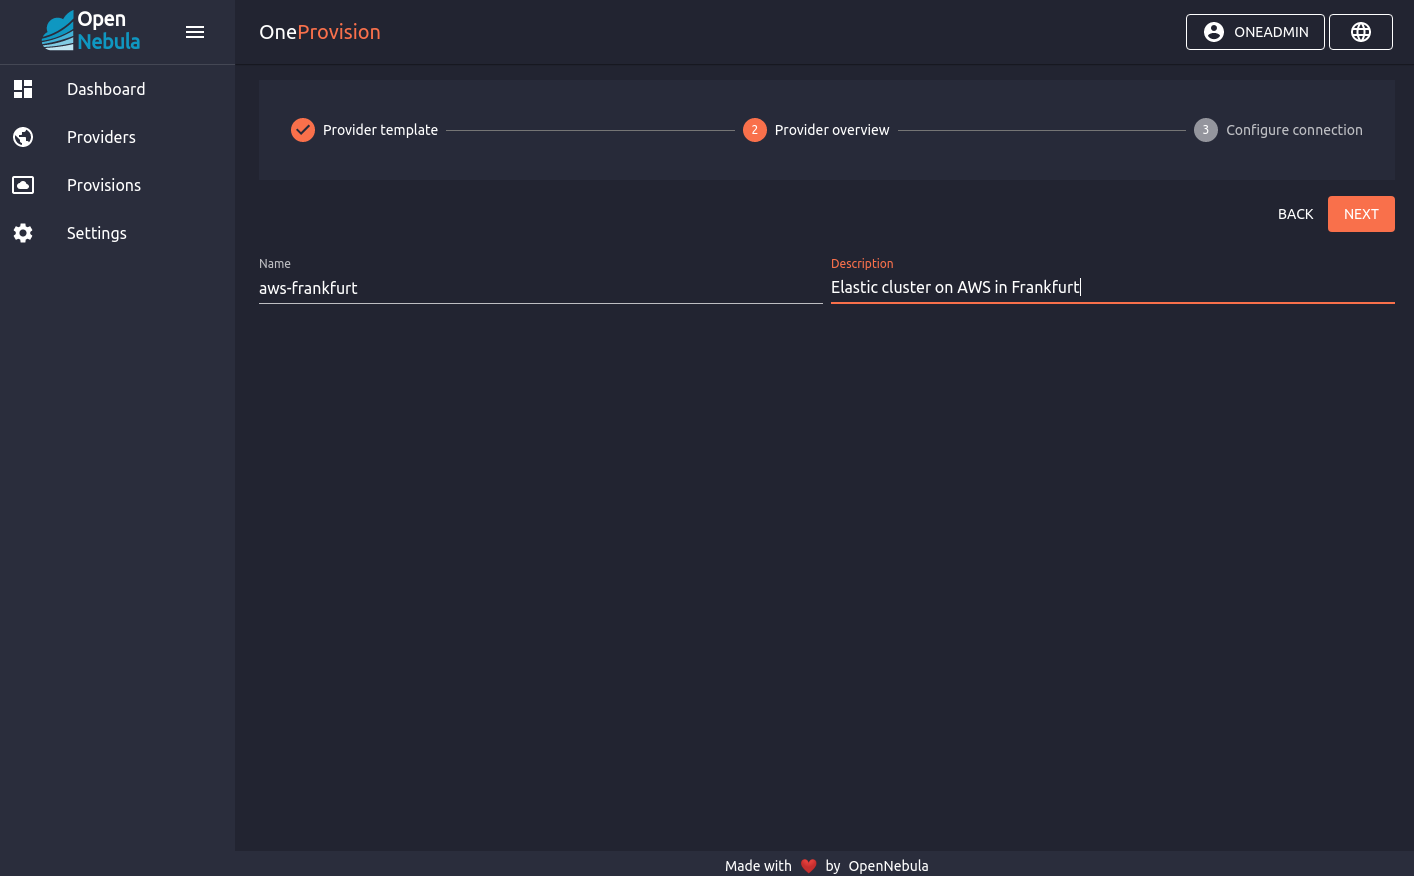 Open
Nebula
OneProvision
ONEADMIN
Dashboard
Providers
Provisions
Settings
Provider template
2 Provider overview
3 Configure connection
BACK NEXT
Name
aws-frankfurt
Description
Elastic cluster on AWS in Frankfurt
Made with ❤️ by OpenNebula